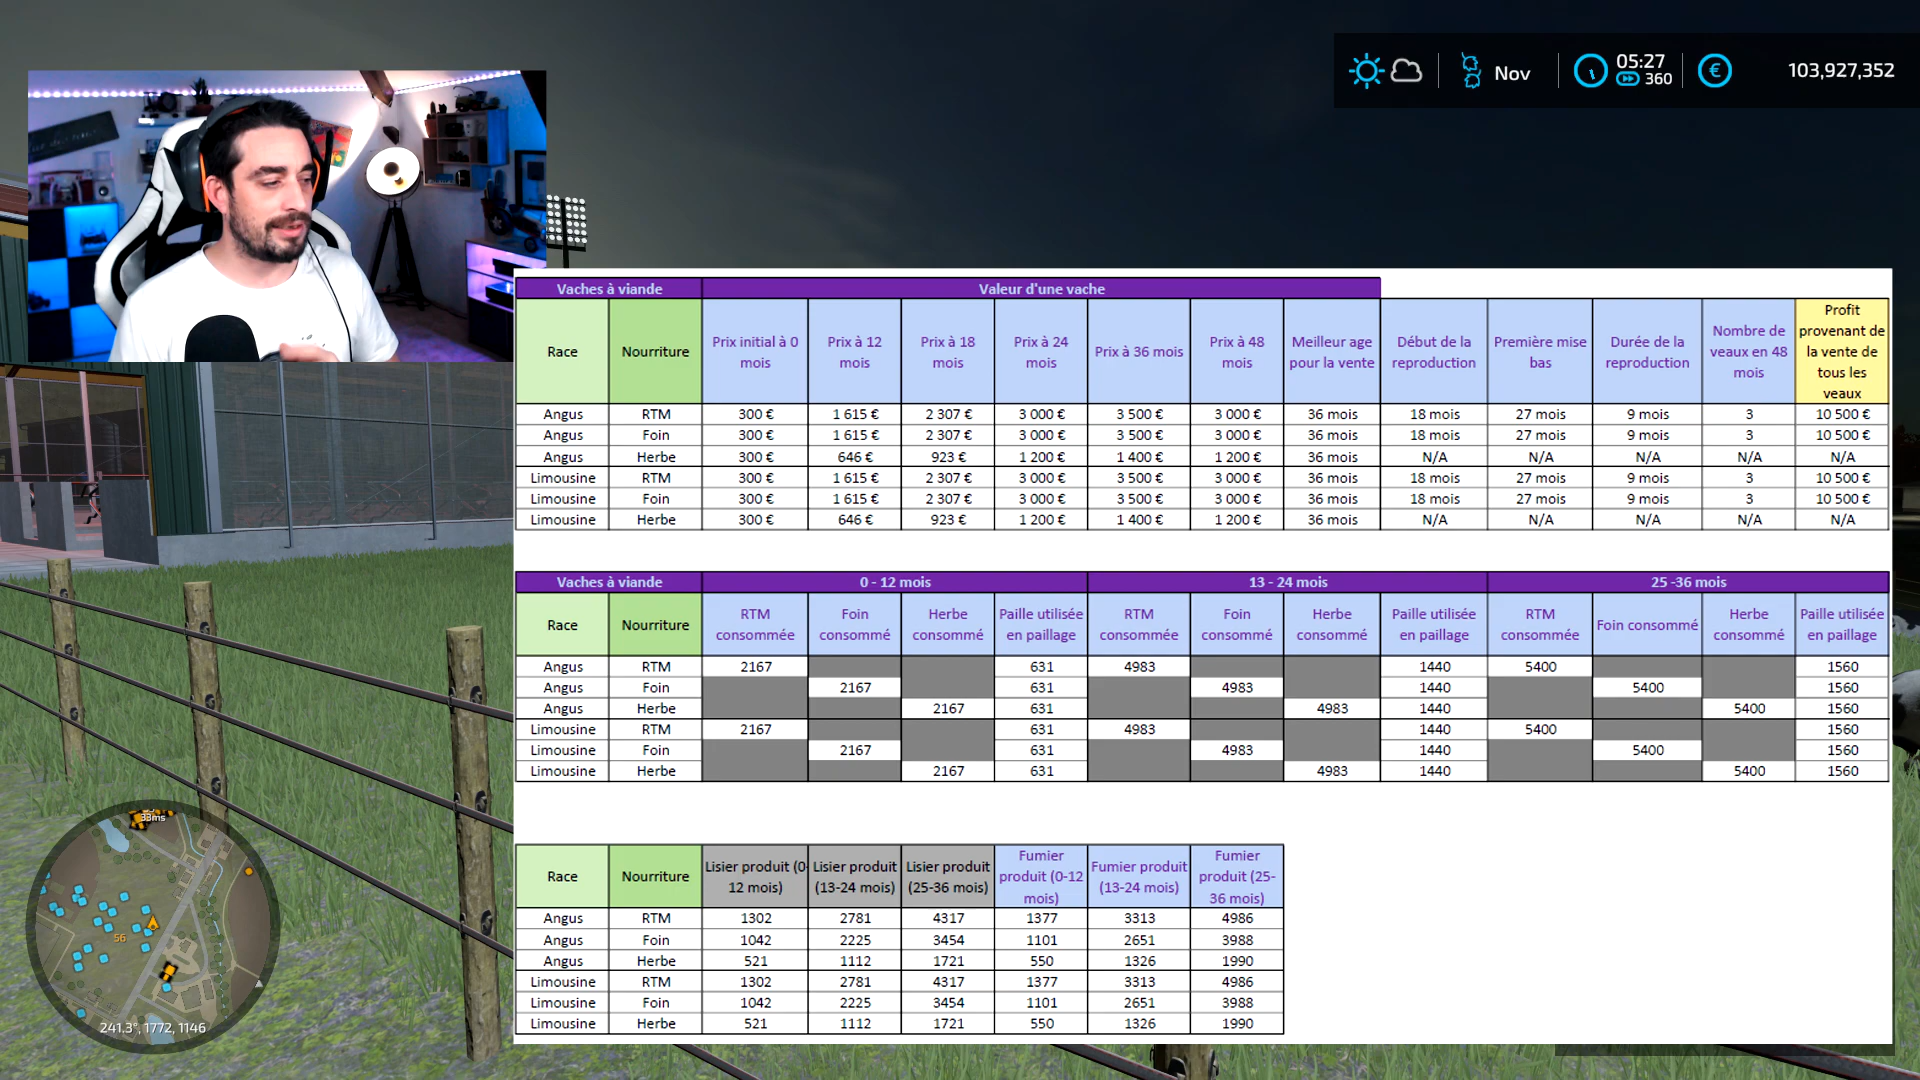 Nov
05:27
360
€
103,927,352
Vaches à viande Valeur d'une vache
Race Nourriture Prix initial à 0 mois Prix à 12 mois Prix à 18 mois Prix à 24 mois Prix à 36 mois Prix à 48 mois Meilleur age pour la vente Début de la reproduction Première mise bas Durée de la reproduction Nombre de veaux en 48 mois Profit provenant de la vente de tous les veaux
Angus RTM 300 € 1 615 € 2 307 € 3 000 € 3 500 € 3 000 € 36 mois 18 mois 27 mois 9 mois 3 10 500 €
Angus Foin 300 € 1 615 € 2 307 € 3 000 € 3 500 € 3 000 € 36 mois 18 mois 27 mois 9 mois 3 10 500 €
Angus Herbe 300 € 646 € 923 € 1 200 € 1 400 € 1 200 € 36 mois N/A N/A N/A N/A N/A
Limousine RTM 300 € 1 615 € 2 307 € 3 000 € 3 500 € 3 000 € 36 mois 18 mois 27 mois 9 mois 3 10 500 €
Limousine Foin 300 € 1 615 € 2 307 € 3 000 € 3 500 € 3 000 € 36 mois 18 mois 27 mois 9 mois 3 10 500 €
Limousine Herbe 300 € 646 € 923 € 1 200 € 1 400 € 1 200 € 36 mois N/A N/A N/A N/A N/A
Vaches à viande 0 - 12 mois 13 - 24 mois 25 -36 mois
Race Nourriture RTM consommée Foin consommé Herbe consommé Paille utilisée en paillage RTM consommée Foin consommé Herbe consommé Paille utilisée en paillage RTM consommée Foin consommé Herbe consommé Paille utilisée en paillage
Angus RTM 2167 631 4983 1440 5400 1560
Angus Foin 2167 631 4983 1440 5400 1560
Angus Herbe 2167 631 4983 1440 5400 1560
Limousine RTM 2167 631 4983 1440 5400 1560
Limousine Foin 2167 631 4983 1440 5400 1560
Limousine Herbe 2167 631 4983 1440 5400 1560
Race Nourriture Lisier produit (0-12 mois) Lisier produit (13-24 mois) Lisier produit (25-36 mois) Fumier produit (0-12 mois) Fumier produit (13-24 mois) Fumier produit (25-36 mois)
Angus RTM 1302 2781 4317 1377 3313 4986
Angus Foin 1042 2225 3454 1101 2651 3988
Angus Herbe 521 1112 1721 550 1326 1990
Limousine RTM 1302 2781 4317 1377 3313 4986
Limousine Foin 1042 2225 3454 1101 2651 3988
Limousine Herbe 521 1112 1721 550 1326 1990
33ms
56
241.3°, 1772, 1146